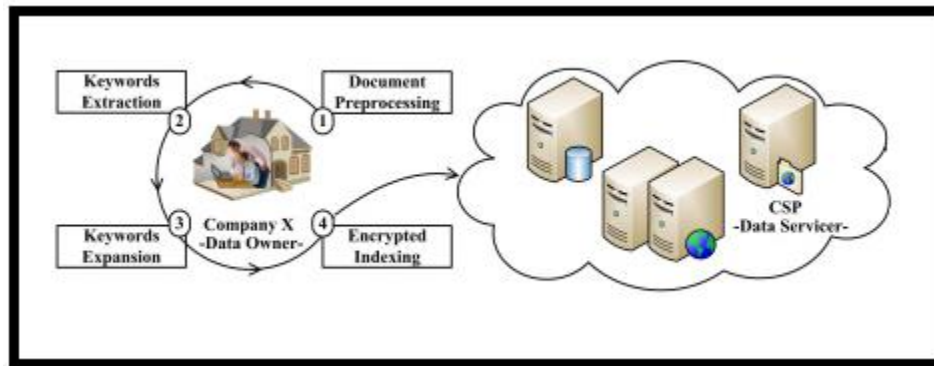 Keywords
Extraction
2
Document
Preprocessing
1
3
Keywords
Expansion
Company X
-Data Owner-
4
Encrypted
Indexing
CSP
-Data Servicer-